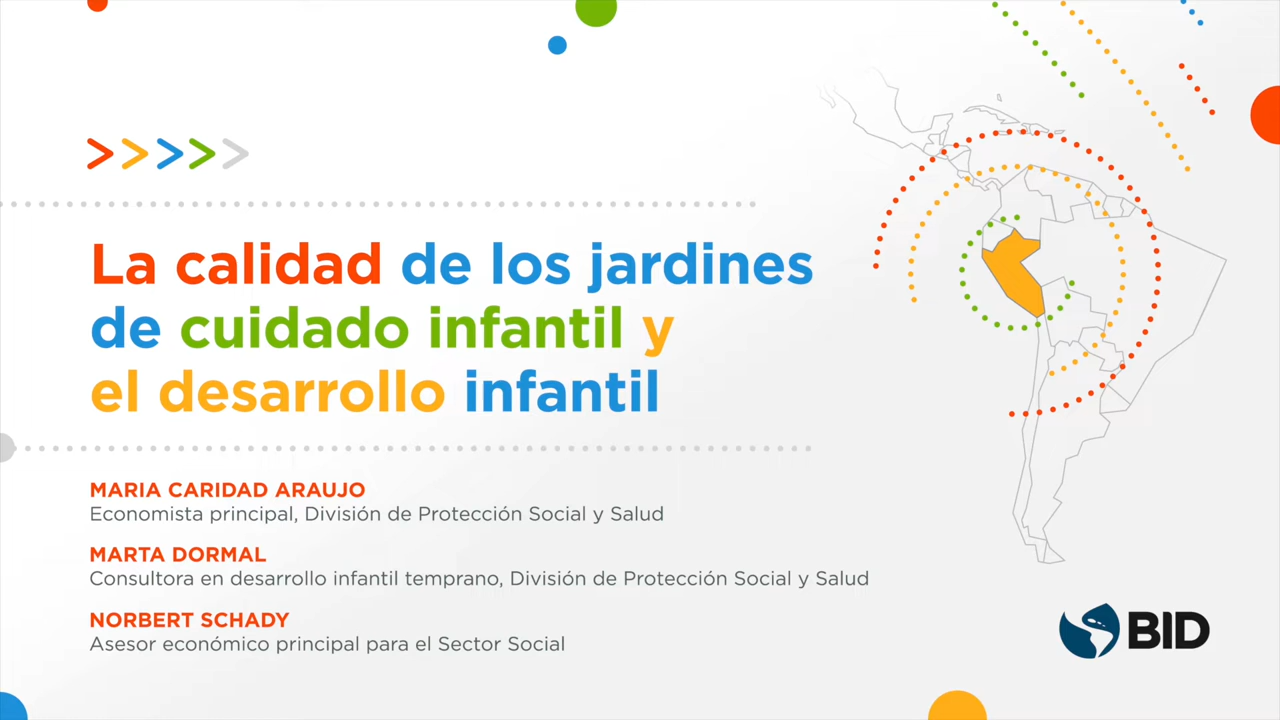 La calidad de los jardines
de cuidado infantil y
el desarrollo infantil
MARIA CARIDAD ARAUJO
Economista principal, División de Protección Social y Salud
MARTA DORMAL
Consultora en desarrollo infantil temprano, División de Protección Social y Salud
NORBERT SCHADY
Asesor económico principal para el Sector Social
BID